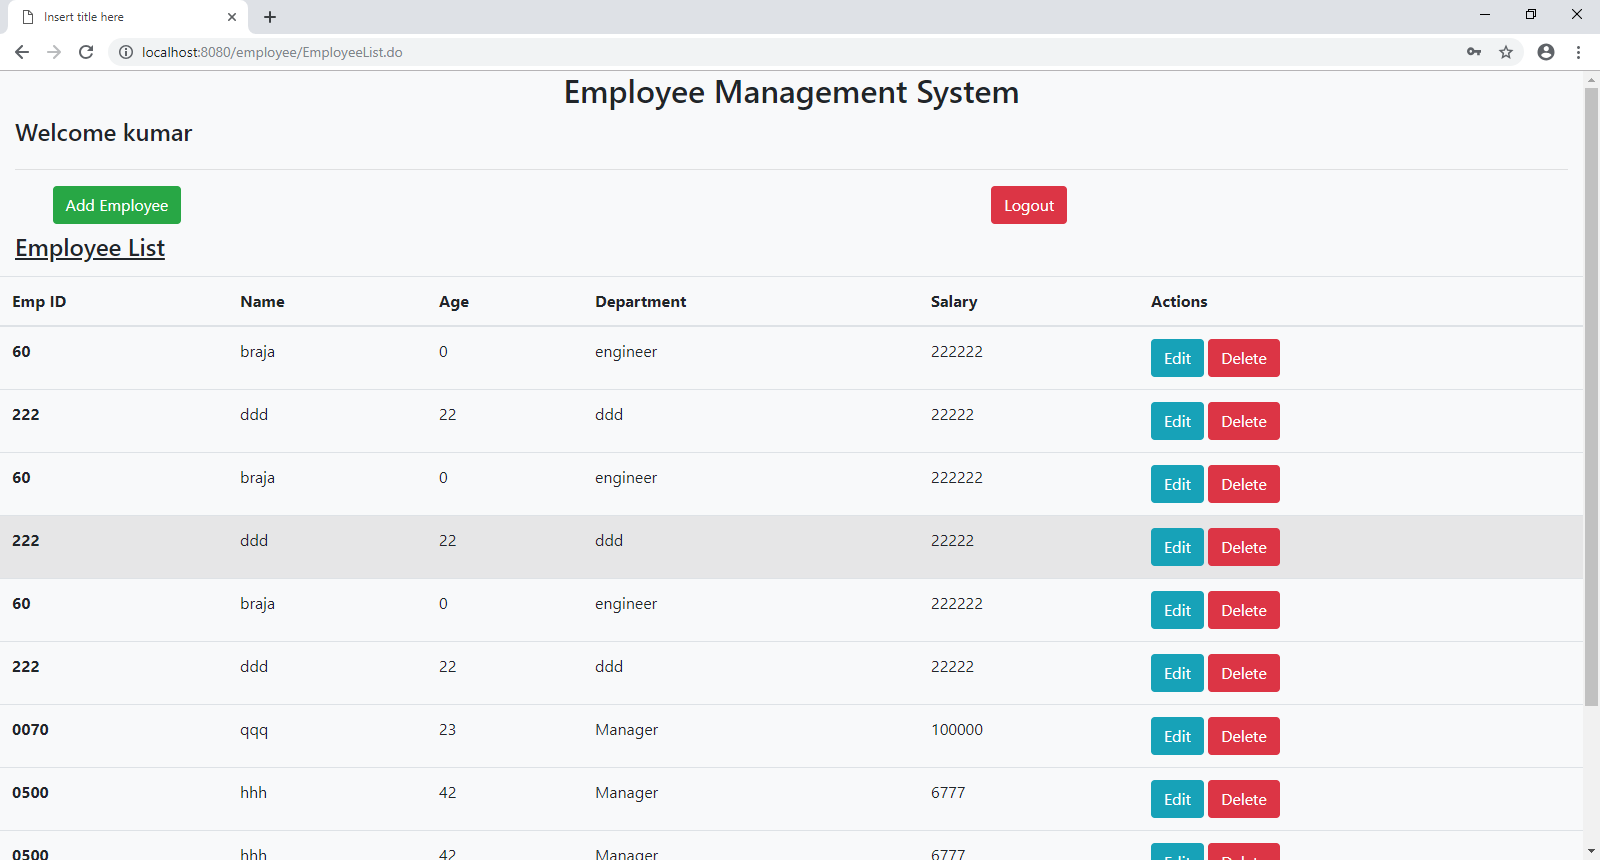 Insert title here
localhost:8080/employee/EmployeeList.do
Employee Management System
Welcome kumar
Add Employee Logout
Employee List
Emp ID Name Age Department Salary Actions
60 braja 0 engineer 222222 Edit Delete
222 ddd 22 ddd 22222 Edit Delete
60 braja 0 engineer 222222 Edit Delete
222 ddd 22 ddd 22222 Edit Delete
60 braja 0 engineer 222222 Edit Delete
222 ddd 22 ddd 22222 Edit Delete
0070 qqq 23 Manager 100000 Edit Delete
0500 hhh 42 Manager 6777 Edit Delete
0500 hhh 42 Manager 6777 Edit Delete